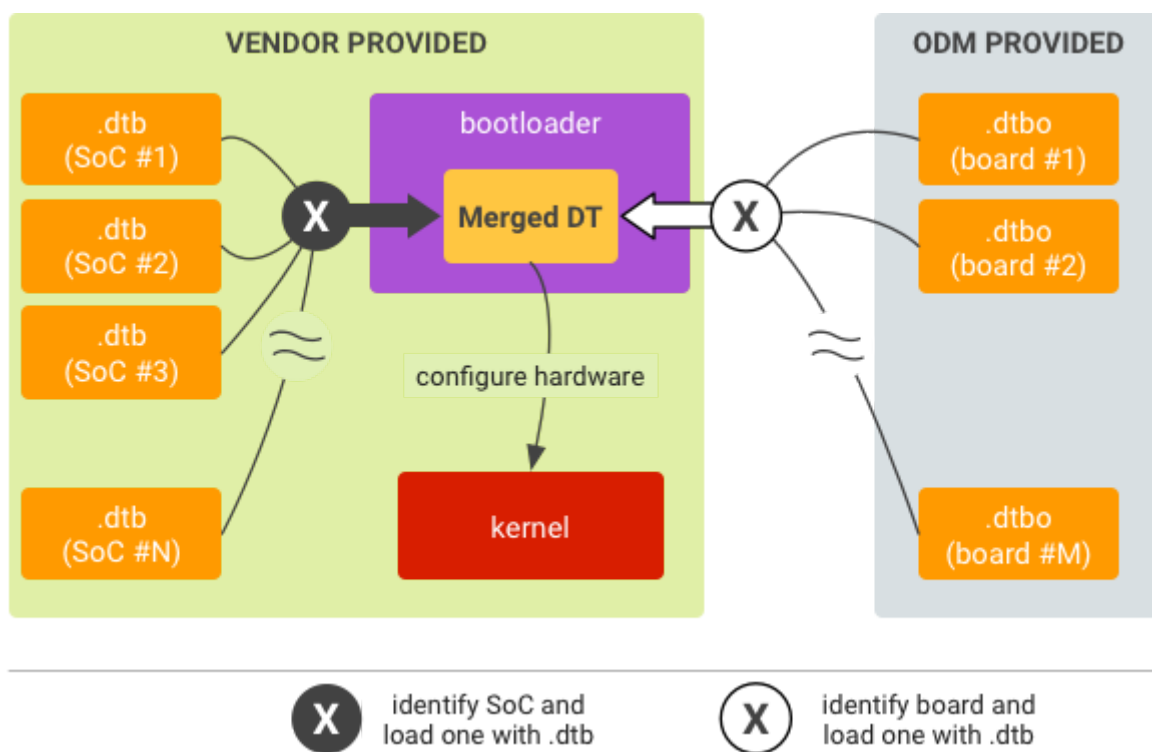 VENDOR PROVIDED
ODM PROVIDED
.dtb
(SoC #1)
.dtb
(SoC #2)
.dtb
(SoC #3)
.dtb
(SoC #N)
X
bootloader
Merged DT
configure hardware
kernel
X
.dtbo
(board #1)
.dtbo
(board #2)
.dtbo
(board #M)
X
identify SoC and
load one with .dtb
X
identify board and
load one with .dtb